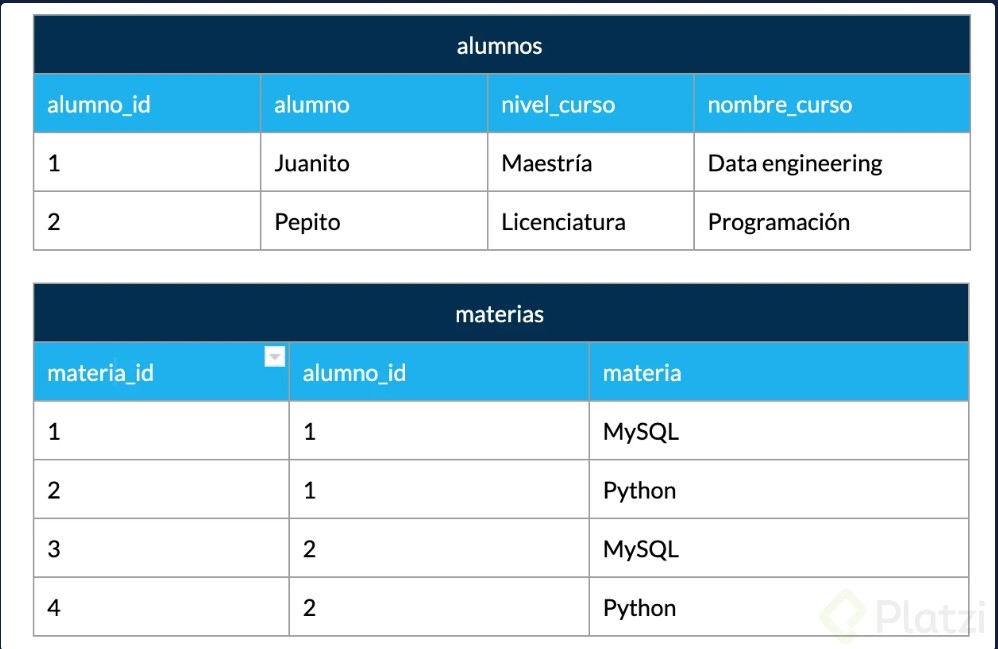 alumnos
alumno_id alumno nivel_curso nombre_curso
1 Juanito Maestría Data engineering
2 Pepito Licenciatura Programación
materias
materia_id alumno_id materia
1 1 MySQL
2 1 Python
3 2 MySQL
4 2 Python
Platzi